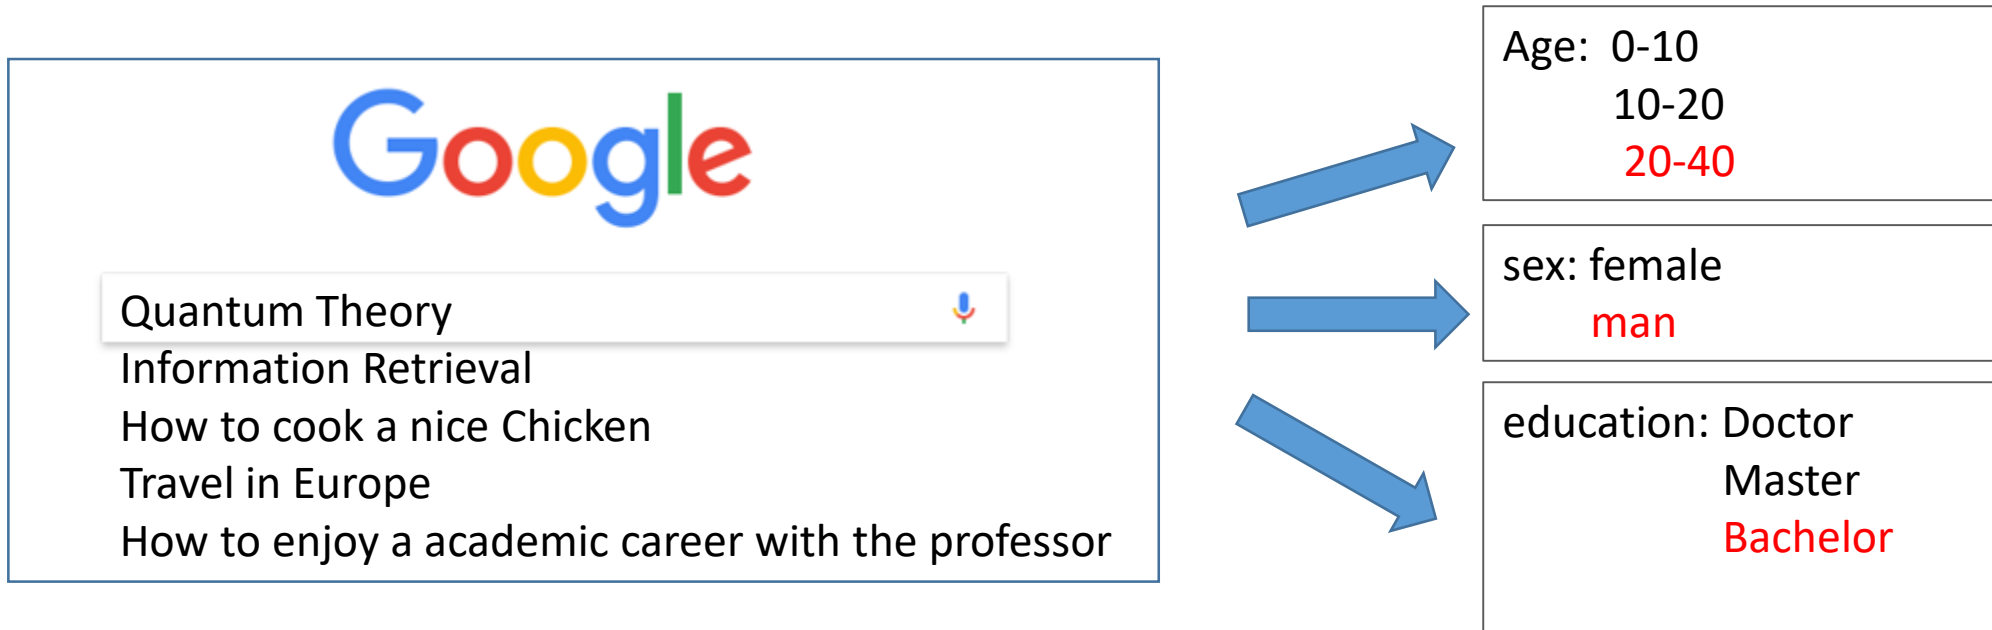 Google
Quantum Theory
Information Retrieval
How to cook a nice Chicken
Travel in Europe
How to enjoy a academic career with the professor
Age: 0-10
10-20
20-40
sex: female
man
education: Doctor
Master
Bachelor